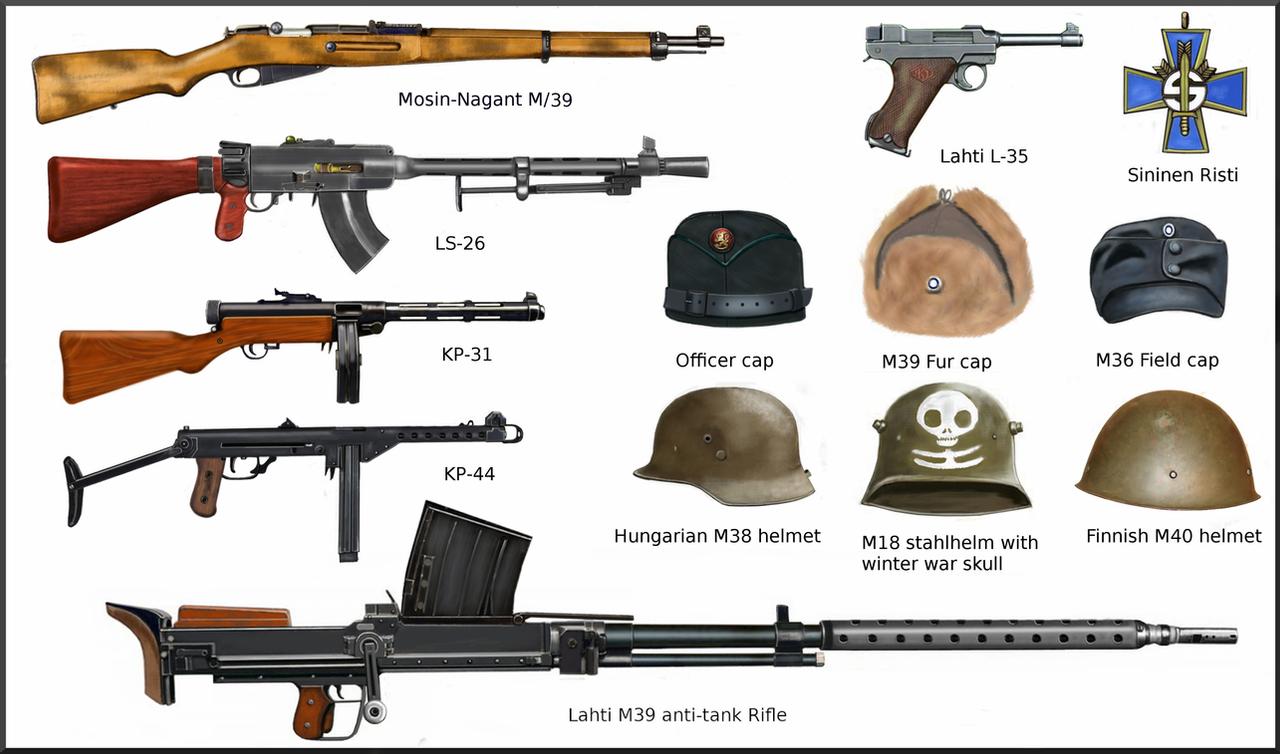 Mosin-Nagant M/39
Lahti L-35
Sininen Risti
LS-26
KP-31
Officer cap
M39 Fur cap
M36 Field cap
KP-44
Hungarian M38 helmet
M18 stahlhelm with
winter war skull
Finnish M40 helmet
Lahti M39 anti-tank Rifle